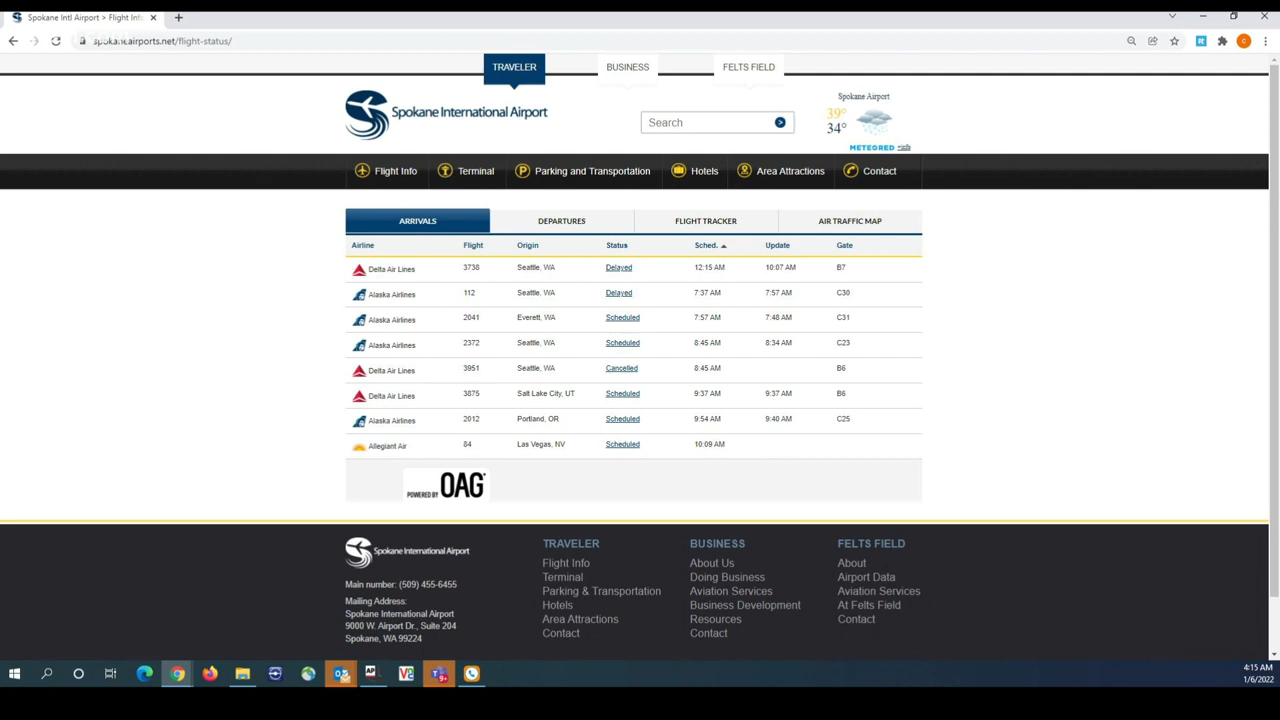 Spokane Intl Airport > Flight Inf
spokaneairports.net/flight-status/
TRAVELER BUSINESS FELTS FIELD
Spokane International Airport
Search
Spokane Airport
39°
34°
METEORED +info
Flight Info Terminal Parking and Transportation Hotels Area Attractions Contact
ARRIVALS DEPARTURES FLIGHT TRACKER AIR TRAFFIC MAP
Airline Flight Origin Status Sched. Update Gate
Delta Air Lines 3738 Seattle, WA Delayed 12:15 AM 10:07 AM B7
Alaska Airlines 112 Seattle, WA Delayed 7:37 AM 7:57 AM C30
Alaska Airlines 2041 Everett, WA Scheduled 7:57 AM 7:48 AM C31
Alaska Airlines 2372 Seattle, WA Scheduled 8:45 AM 8:34 AM C23
Delta Air Lines 3951 Seattle, WA Cancelled 8:45 AM B6
Delta Air Lines 3875 Salt Lake City, UT Scheduled 9:37 AM 9:37 AM B6
Alaska Airlines 2012 Portland, OR Scheduled 9:54 AM 9:40 AM C25
Allegiant Air 84 Las Vegas, NV Scheduled 10:09 AM
POWERED BY OAG
Spokane International Airport
Main number: (509) 455-6455
Mailing Address:
Spokane International Airport
9000 W. Airport Dr., Suite 204
Spokane, WA 99224
TRAVELER
Flight Info
Terminal
Parking & Transportation
Hotels
Area Attractions
Contact
BUSINESS
About Us
Doing Business
Aviation Services
Business Development
Resources
Contact
FELTS FIELD
About
Airport Data
Aviation Services
At Felts Field
Contact
4:15 AM
1/6/2022